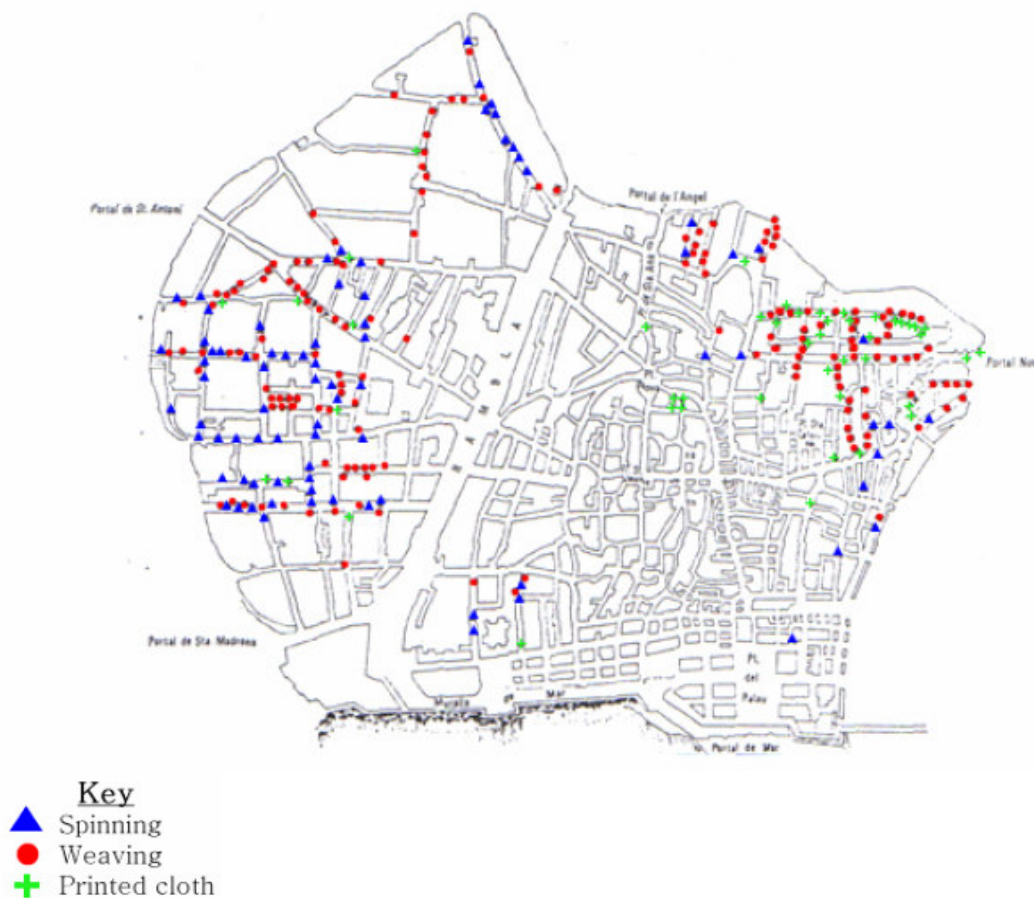 Portal de l'Angel
Portal de St. Antoni
Portal Nou
Portal de Sta Madrona
Pl.
del
Palau
Muralla de Mar
Portal de Mar
Key
Spinning
Weaving
Printed cloth